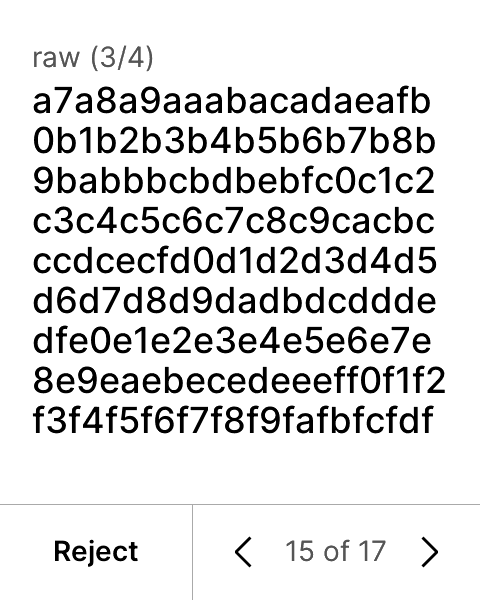 raw (3/4)
a7a8a9aaabacadaeafb
0b1b2b3b4b5b6b7b8b
9babbbcbdbebfc0c1c2
c3c4c5c6c7c8c9cacbc
ccdcecfd0d1d2d3d4d5
d6d7d8d9dadbdcddde
dfe0e1e2e3e4e5e6e7e
8e9eaebecedeeeff0f1f2
f3f4f5f6f7f8f9fafbfcfdf
Reject
15 of 17